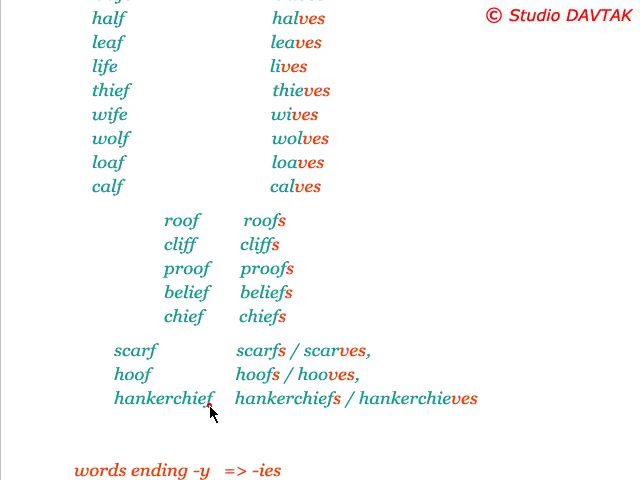 © Studio DAVTAK
half halves
leaf leaves
life lives
thief thieves
wife wives
wolf wolves
loaf loaves
calf calves
roof roofs
cliff cliffs
proof proofs
belief beliefs
chief chiefs
scarf scarfs / scarves,
hoof hoofs / hooves,
hankerchief hankerchiefs / hankerchieves
words ending -y => -ies